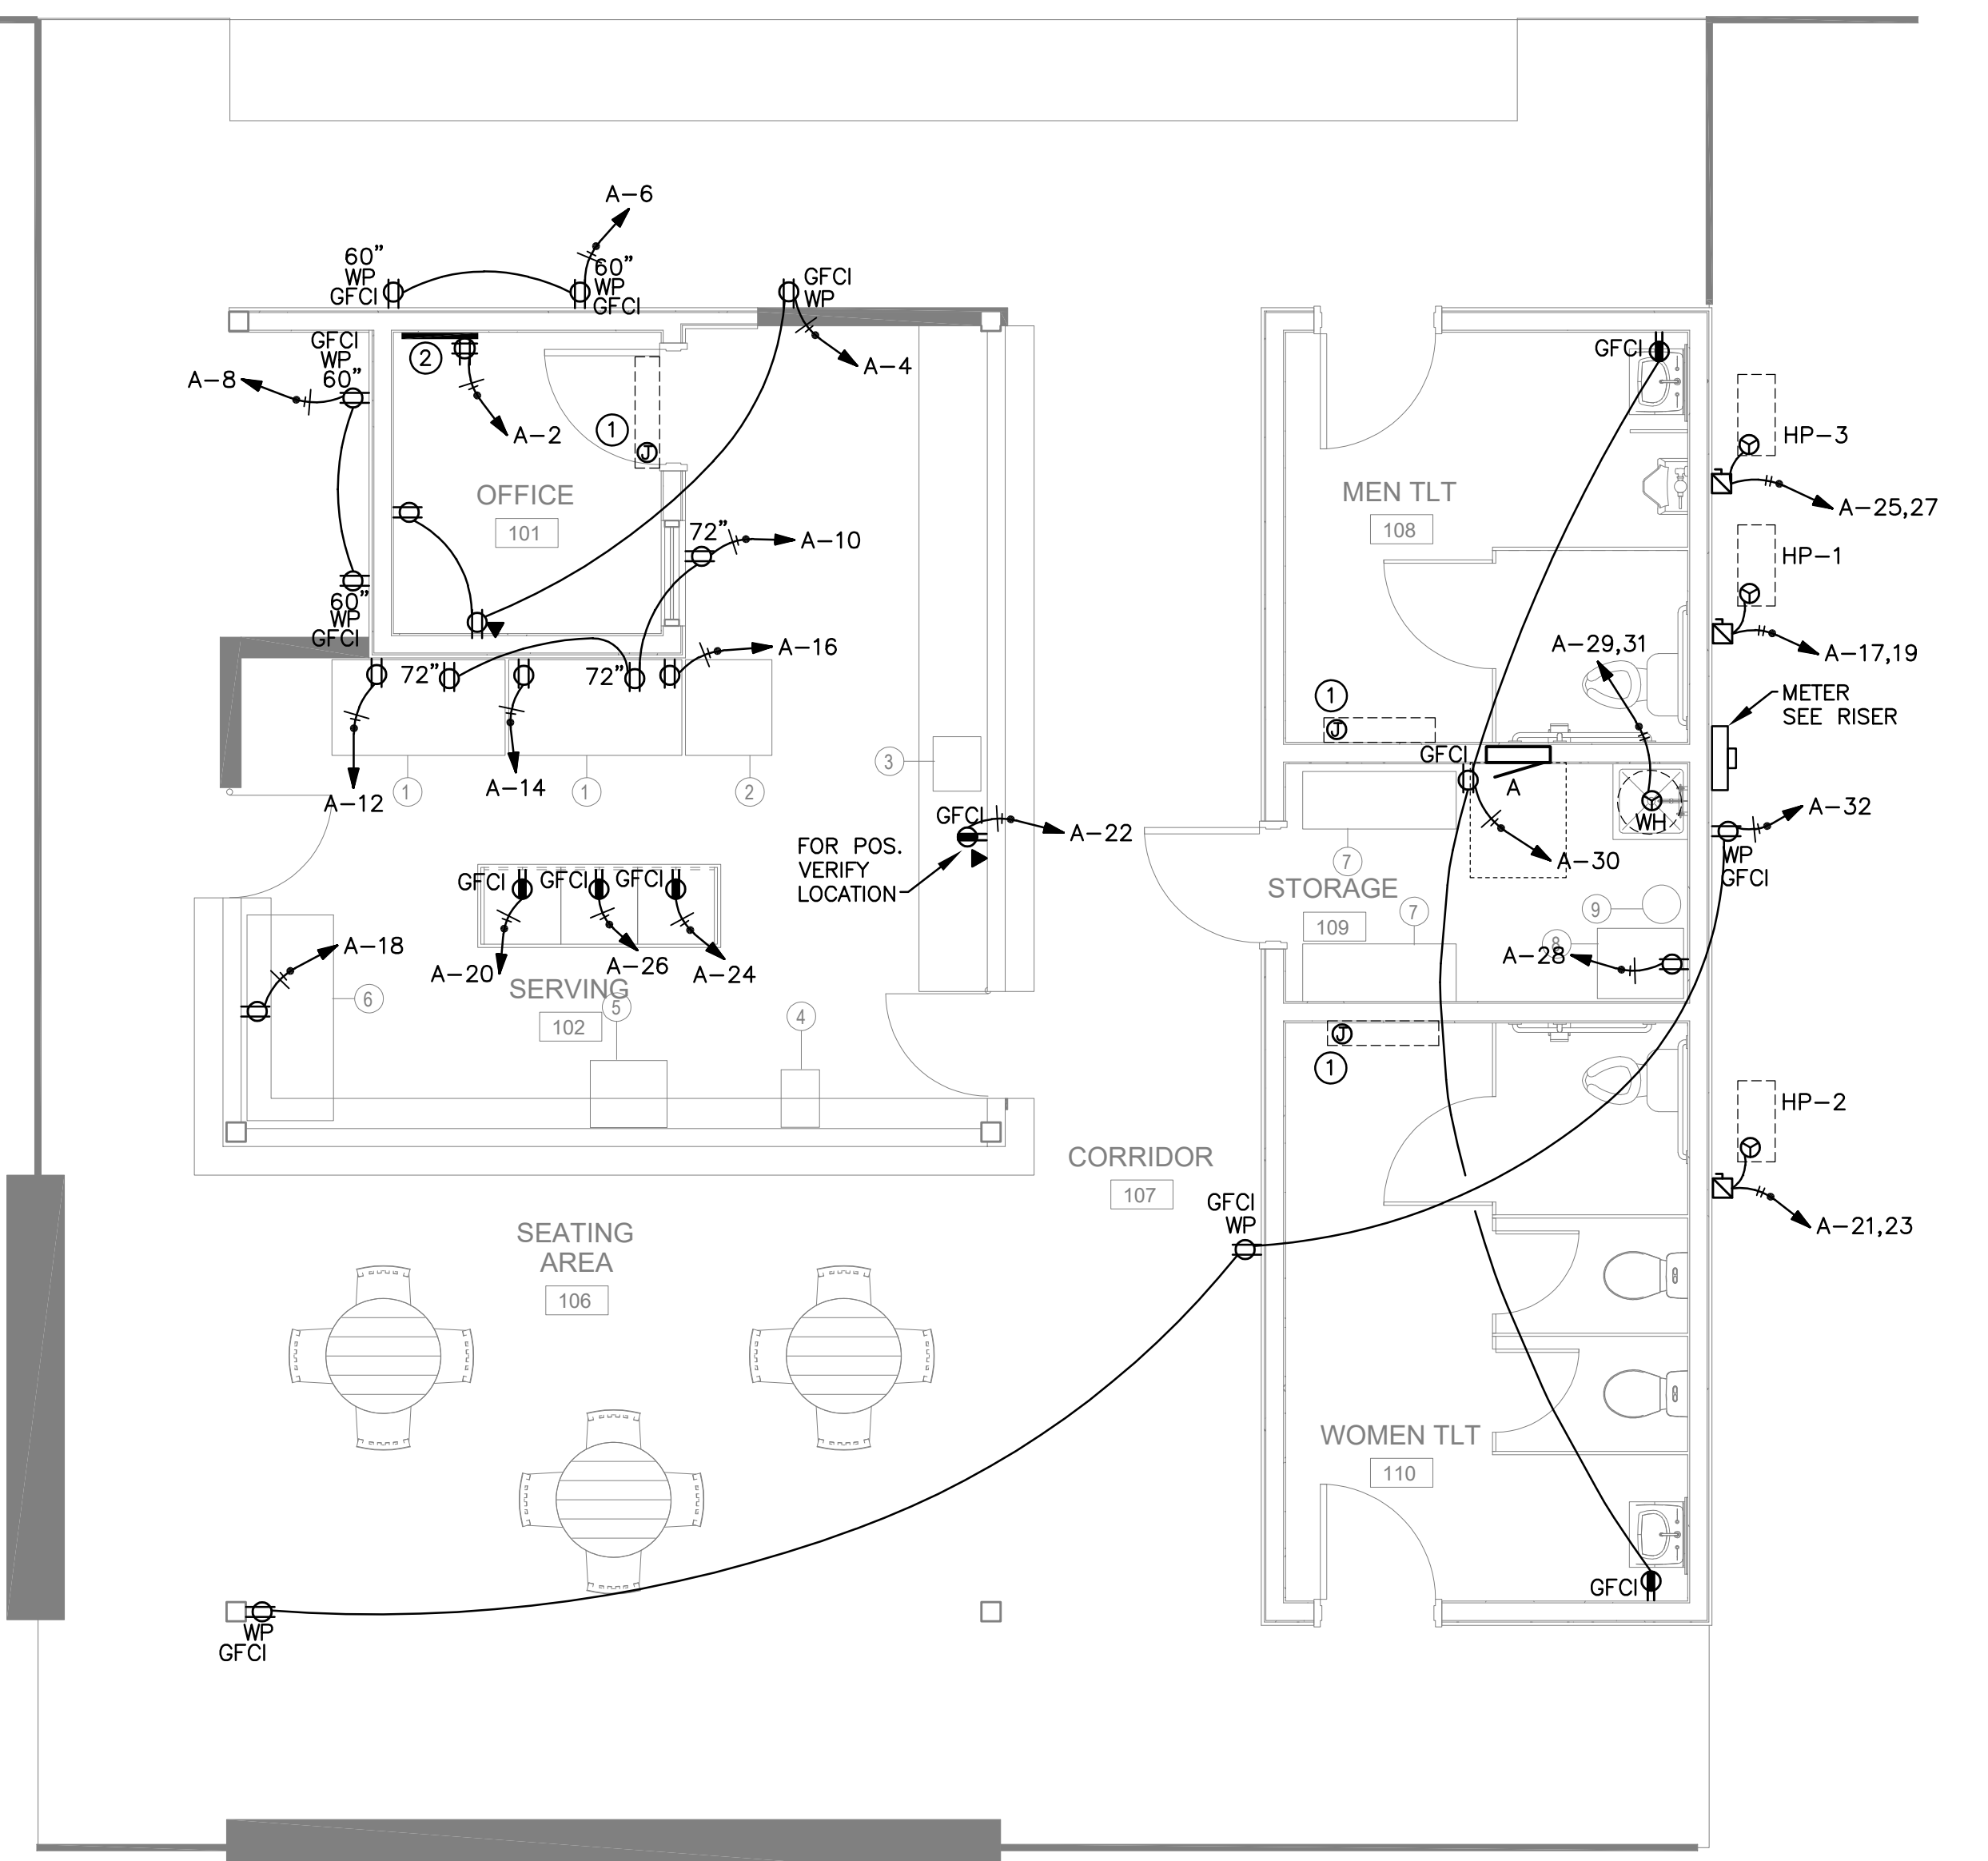 A-6
60"
WP
GFCI
60"
WP
GFCI
GFCI
WP
A-4
GFCI
WP
60"
A-8
2
A-2
1
J
OFFICE
101
72"
A-10
60"
WP
GFCI
72"
72"
A-16
A-12
1
A-14
1
2
3
GFCI
A-22
FOR POS.
VERIFY
LOCATION
GFCI
GFCI
GFCI
A-18
A-20
A-26
A-24
SERVING
102
6
5
4
SEATING
AREA
106
CORRIDOR
107
GFCI
WP
WP
GFCI
GFCI
MEN TLT
108
HP-3
A-25,27
HP-1
A-17,19
A-29,31
METER
SEE RISER
1
J
GFCI
A
WH
A-32
WP
GFCI
A-30
7
STORAGE
109
7
9
8
A-28
J
1
HP-2
A-21,23
WOMEN TLT
110
GFCI